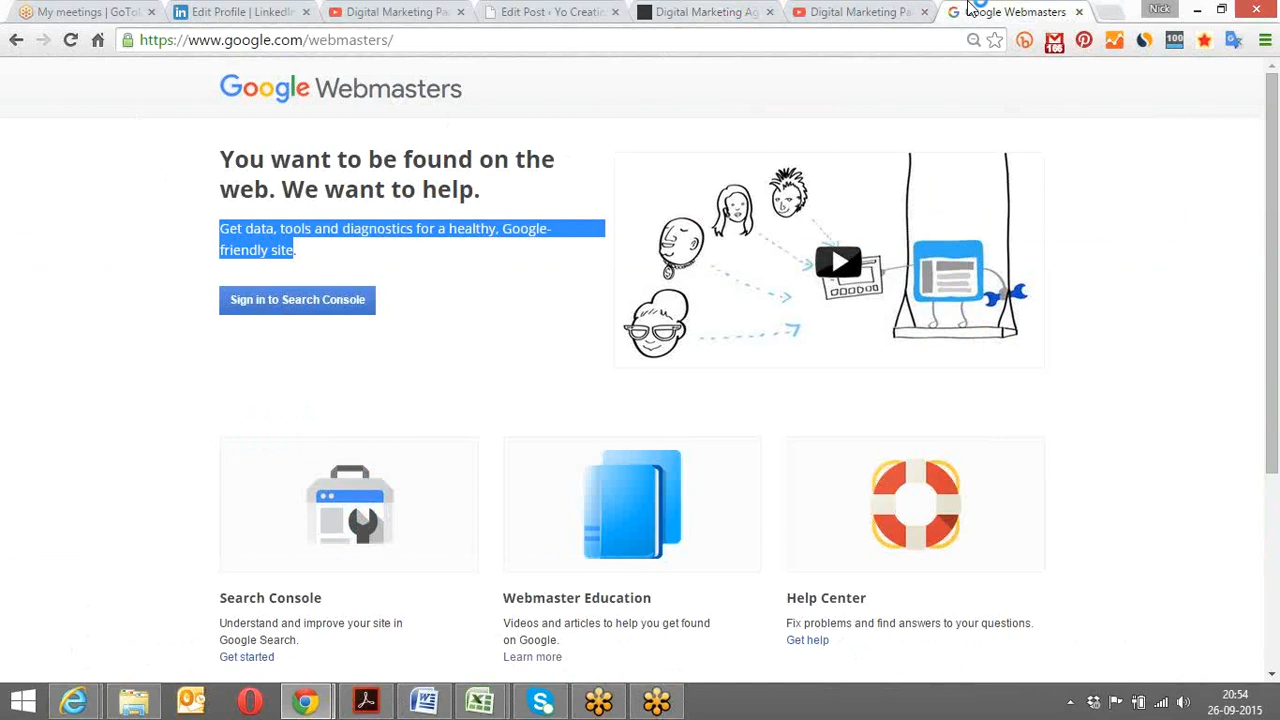 My meetings | GoTo
Edit Profile | LinkedI
Digital Marketing Pa
Edit Post ‹ Yo Creativ
Digital Marketing Ag
Digital Marketing Pa
Google Webmasters
Nick
https://www.google.com/webmasters/
166
100
Google Webmasters
You want to be found on the
web. We want to help.
Get data, tools and diagnostics for a healthy, Google-
friendly site.
Sign in to Search Console
Search Console
Understand and improve your site in
Google Search.
Get started
Webmaster Education
Videos and articles to help you get found
on Google.
Learn more
Help Center
Fix problems and find answers to your questions.
Get help
20:54
26-09-2015